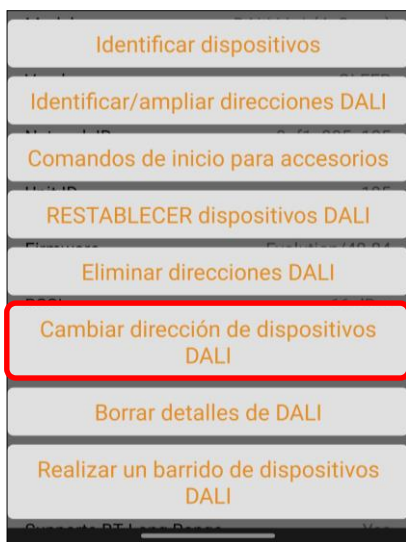 Identificar dispositivos
Identificar/ampliar direcciones DALI
Comandos de inicio para accesorios
RESTABLECER dispositivos DALI
Eliminar direcciones DALI
Cambiar dirección de dispositivos
DALI
Borrar detalles de DALI
Realizar un barrido de dispositivos
DALI